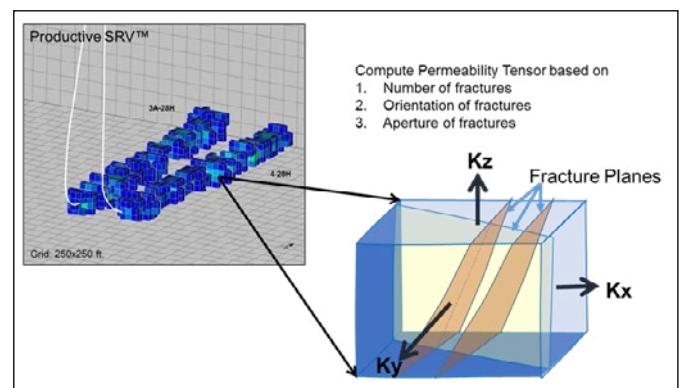 Productive SRV™
3A-28H
4-28H
Grid: 250x250 ft.
Compute Permeability Tensor based on
1. Number of fractures
2. Orientation of fractures
3. Aperture of fractures
Kz
Fracture Planes
Kx
Ky